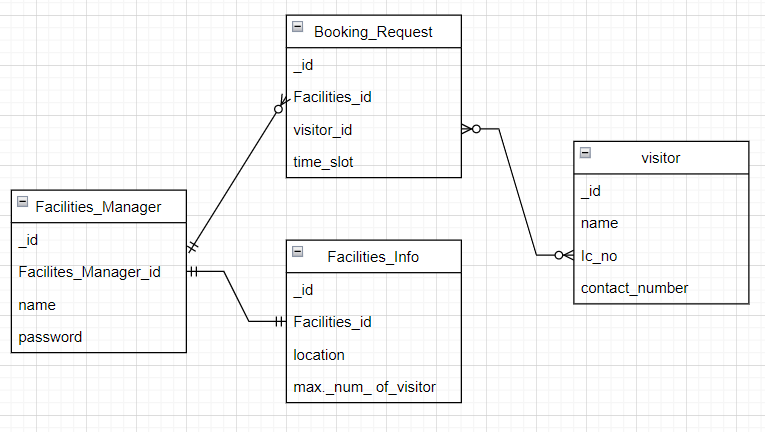 Booking_Request
_id
Facilities_id
visitor_id
time_slot
visitor
_id
name
Ic_no
contact_number
Facilities_Manager
_id
Facilites_Manager_id
name
password
Facilities_Info
_id
Facilities_id
location
max._num_ of_visitor